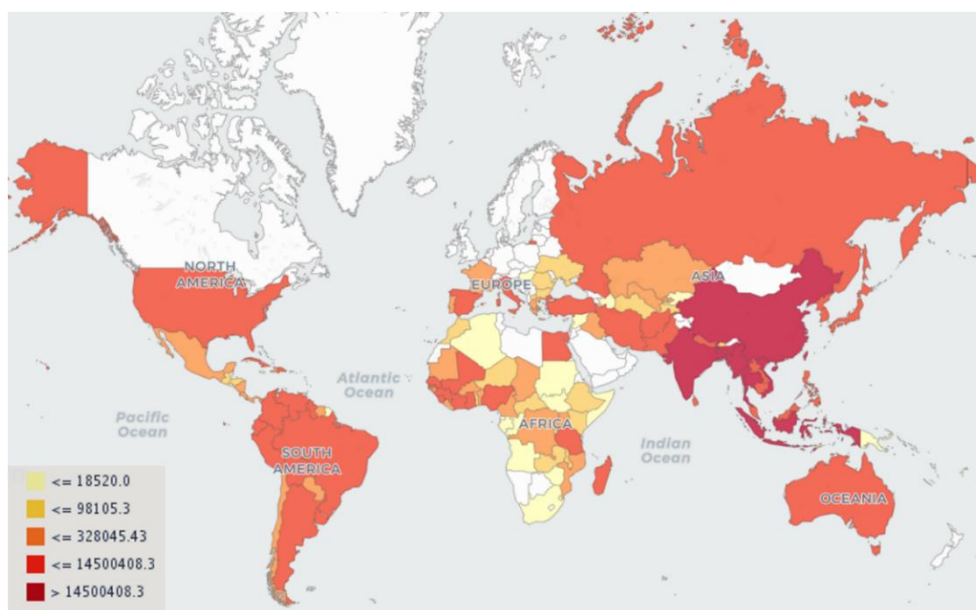 NORTH
AMERICA
EUROPE
ASIA
Atlantic
Ocean
Pacific
Ocean
AFRICA
Indian
Ocean
SOUTH
AMERICA
OCEANIA
<= 18520.0
<= 98105.3
<= 328045.43
<= 14500408.3
> 14500408.3